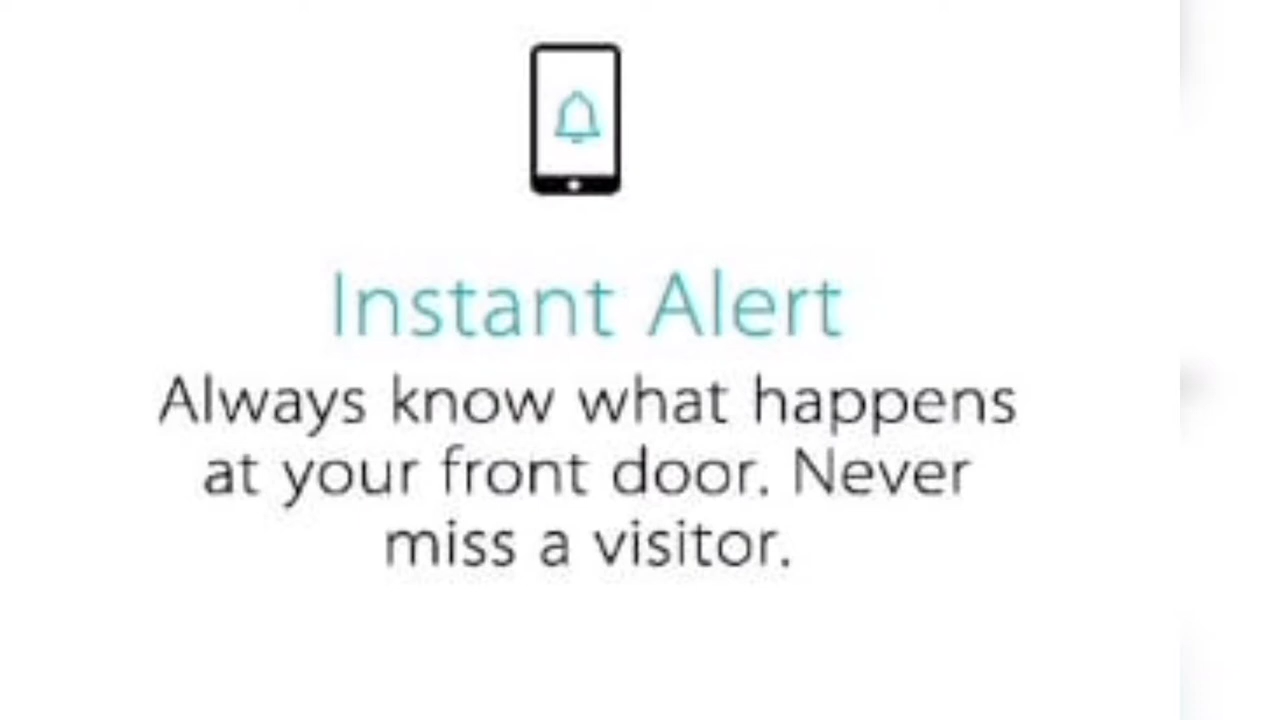 Instant Alert
Always know what happens
at your front door. Never
miss a visitor.